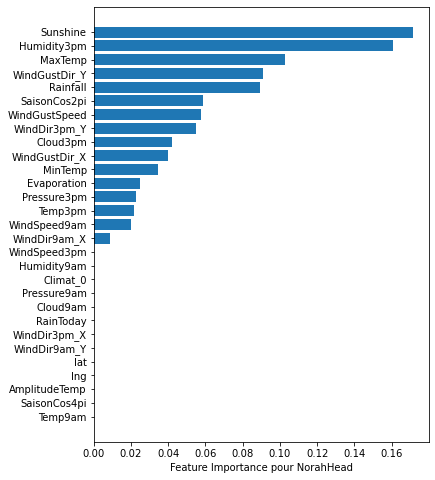 Sunshine
Humidity3pm
MaxTemp
WindGustDir_Y
Rainfall
SaisonCos2pi
WindGustSpeed
WindDir3pm_Y
Cloud3pm
WindGustDir_X
MinTemp
Evaporation
Pressure3pm
Temp3pm
WindSpeed9am
WindDir9am_X
WindSpeed3pm
Humidity9am
Climat_0
Pressure9am
Cloud9am
RainToday
WindDir3pm_X
WindDir9am_Y
lat
lng
AmplitudeTemp
SaisonCos4pi
Temp9am
0.00 0.02 0.04 0.06 0.08 0.10 0.12 0.14 0.16
Feature Importance pour NorahHead